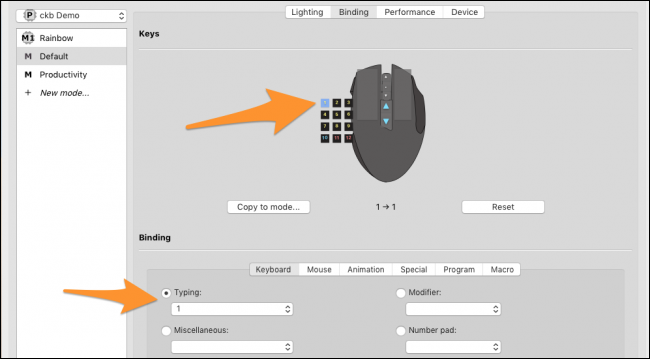 P ckb Demo
Lighting Binding Performance Device
M1 Rainbow
Keys
M Default
M Productivity
+ New mode...
1 2 3
4 5 6
7 8 9
10 11 12
Copy to mode... 1 → 1 Reset
Binding
Keyboard Mouse Animation Special Program Macro
Typing: Modifier:
1
Miscellaneous: Number pad: